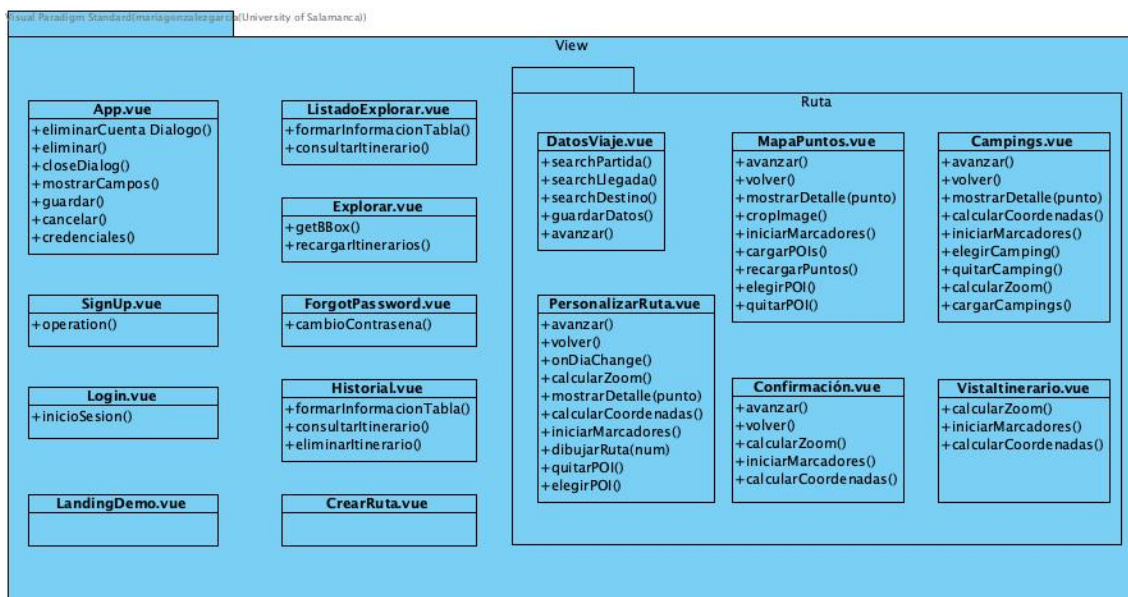 Visual Paradigm Standard(mariagonzalezgarcia(University of Salamanca))
View
App.vue
+eliminarCuenta Dialogo()
+eliminar()
+closeDialog()
+mostrarCampos()
+guardar()
+cancelar()
+credenciales()
SignUp.vue
+operation()
Login.vue
+inicioSesion()
LandingDemo.vue
ListadoExplorar.vue
+formarInformacionTabla()
+consultarItinerario()
Explorar.vue
+getBBox()
+recargarItinerarios()
ForgotPassword.vue
+cambioContrasena()
Historial.vue
+formarInformacionTabla()
+consultarItinerario()
+eliminarItinerario()
CrearRuta.vue
Ruta
DatosViaje.vue
+searchPartida()
+searchLlegada()
+searchDestino()
+guardarDatos()
+avanzar()
MapaPuntos.vue
+avanzar()
+volver()
+mostrarDetalle(punto)
+cropImage()
+iniciarMarcadores()
+cargarPOIs()
+recargarPuntos()
+elegirPOI()
+quitarPOI()
Campings.vue
+avanzar()
+volver()
+mostrarDetalle(punto)
+calcularCoordenadas()
+iniciarMarcadores()
+elegirCamping()
+quitarCamping()
+calcularZoom()
+cargarCampings()
PersonalizarRuta.vue
+avanzar()
+volver()
+onDiaChange()
+calcularZoom()
+mostrarDetalle(punto)
+calcularCoordenadas()
+iniciarMarcadores()
+dibujarRuta(num)
+quitarPOI()
+elegirPOI()
Confirmación.vue
+avanzar()
+volver()
+calcularZoom()
+iniciarMarcadores()
+calcularCoordenadas()
VistaItinerario.vue
+calcularZoom()
+iniciarMarcadores()
+calcularCoordenadas()